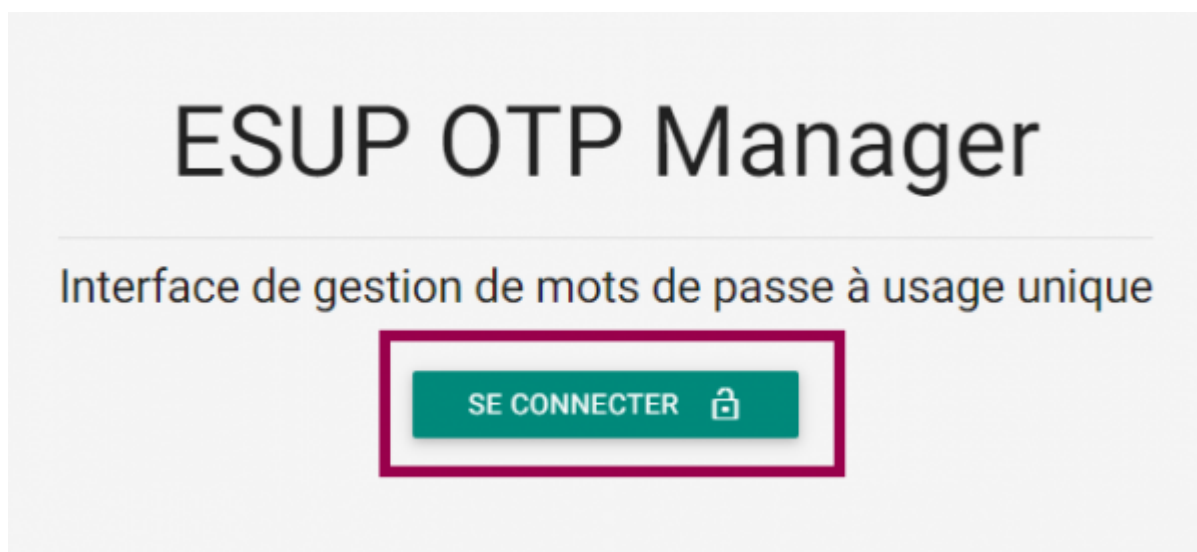 ESUP OTP Manager
Interface de gestion de mots de passe à usage unique
SE CONNECTER